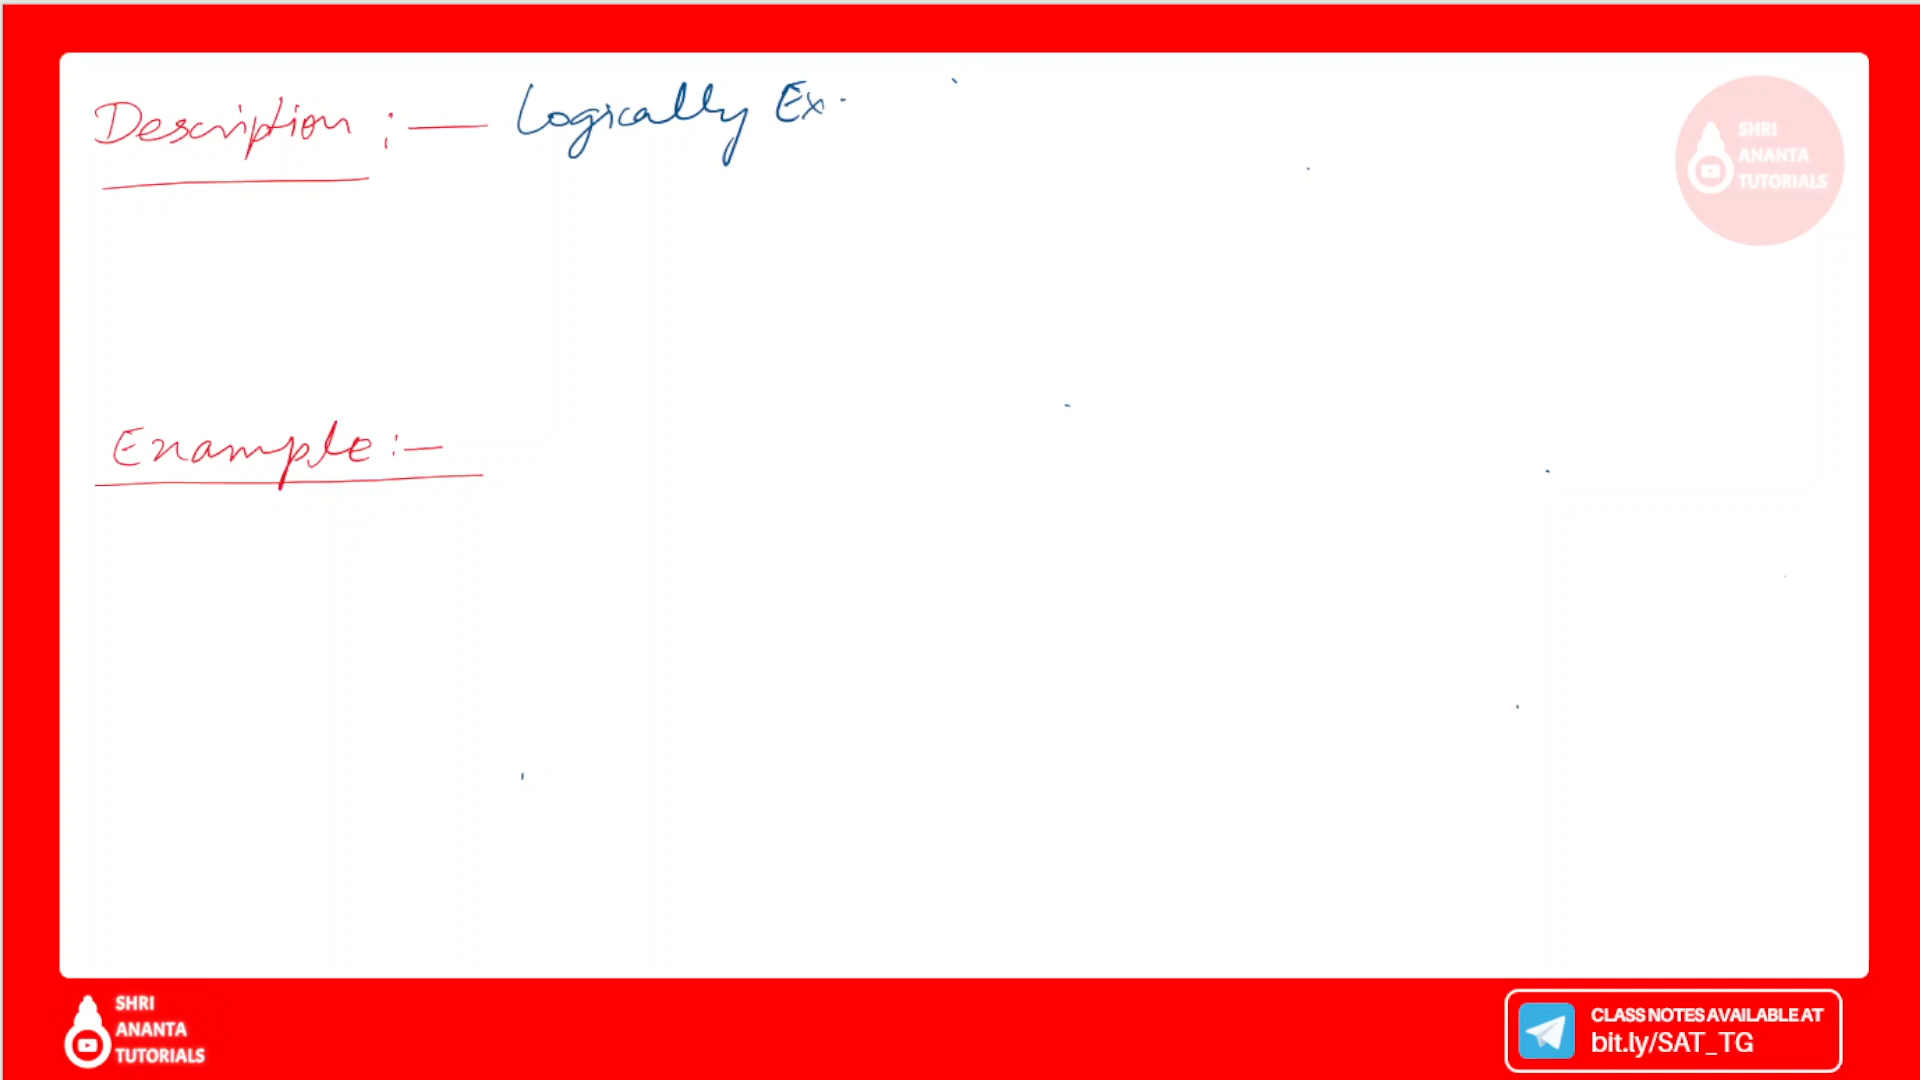 Description :— Logically Ex.
SHRI
ANANTA
TUTORIALS
Example :—
SHRI
ANANTA
TUTORIALS
CLASS NOTES AVAILABLE AT
bit.ly/SAT_TG